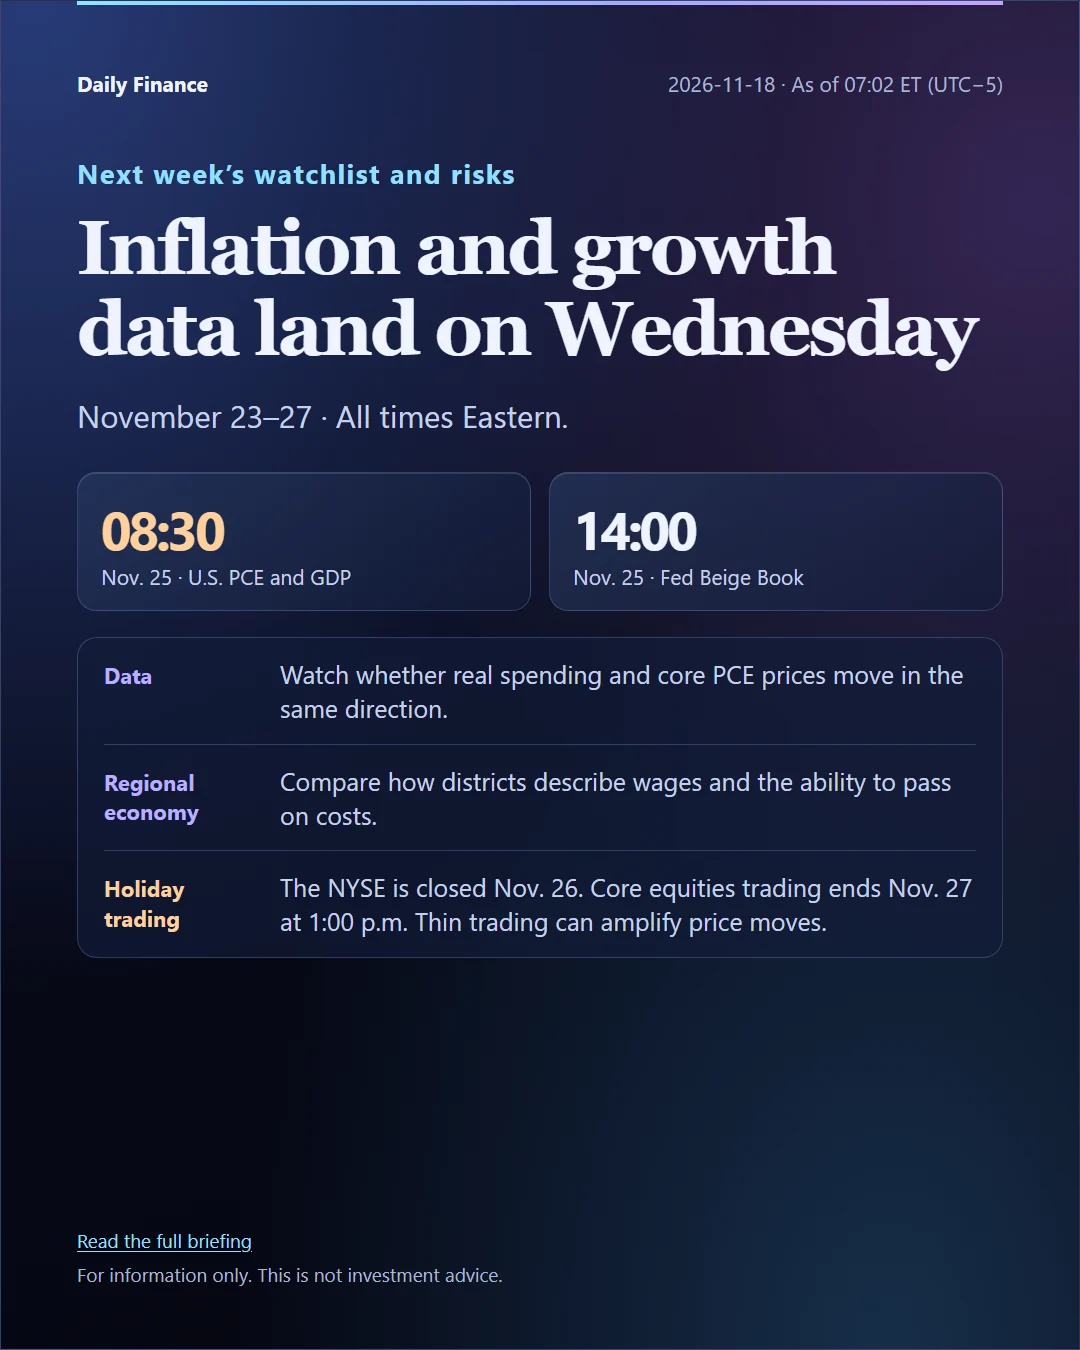 Daily Finance
2026-11-18 · As of 07:02 ET (UTC−5)
Next week’s watchlist and risks
Inflation and growth
data land on Wednesday
November 23–27 · All times Eastern.
08:30
Nov. 25 · U.S. PCE and GDP
14:00
Nov. 25 · Fed Beige Book
Data
Watch whether real spending and core PCE prices move in the
same direction.
Regional
economy
Compare how districts describe wages and the ability to pass
on costs.
Holiday
trading
The NYSE is closed Nov. 26. Core equities trading ends Nov. 27
at 1:00 p.m. Thin trading can amplify price moves.
Read the full briefing
For information only. This is not investment advice.